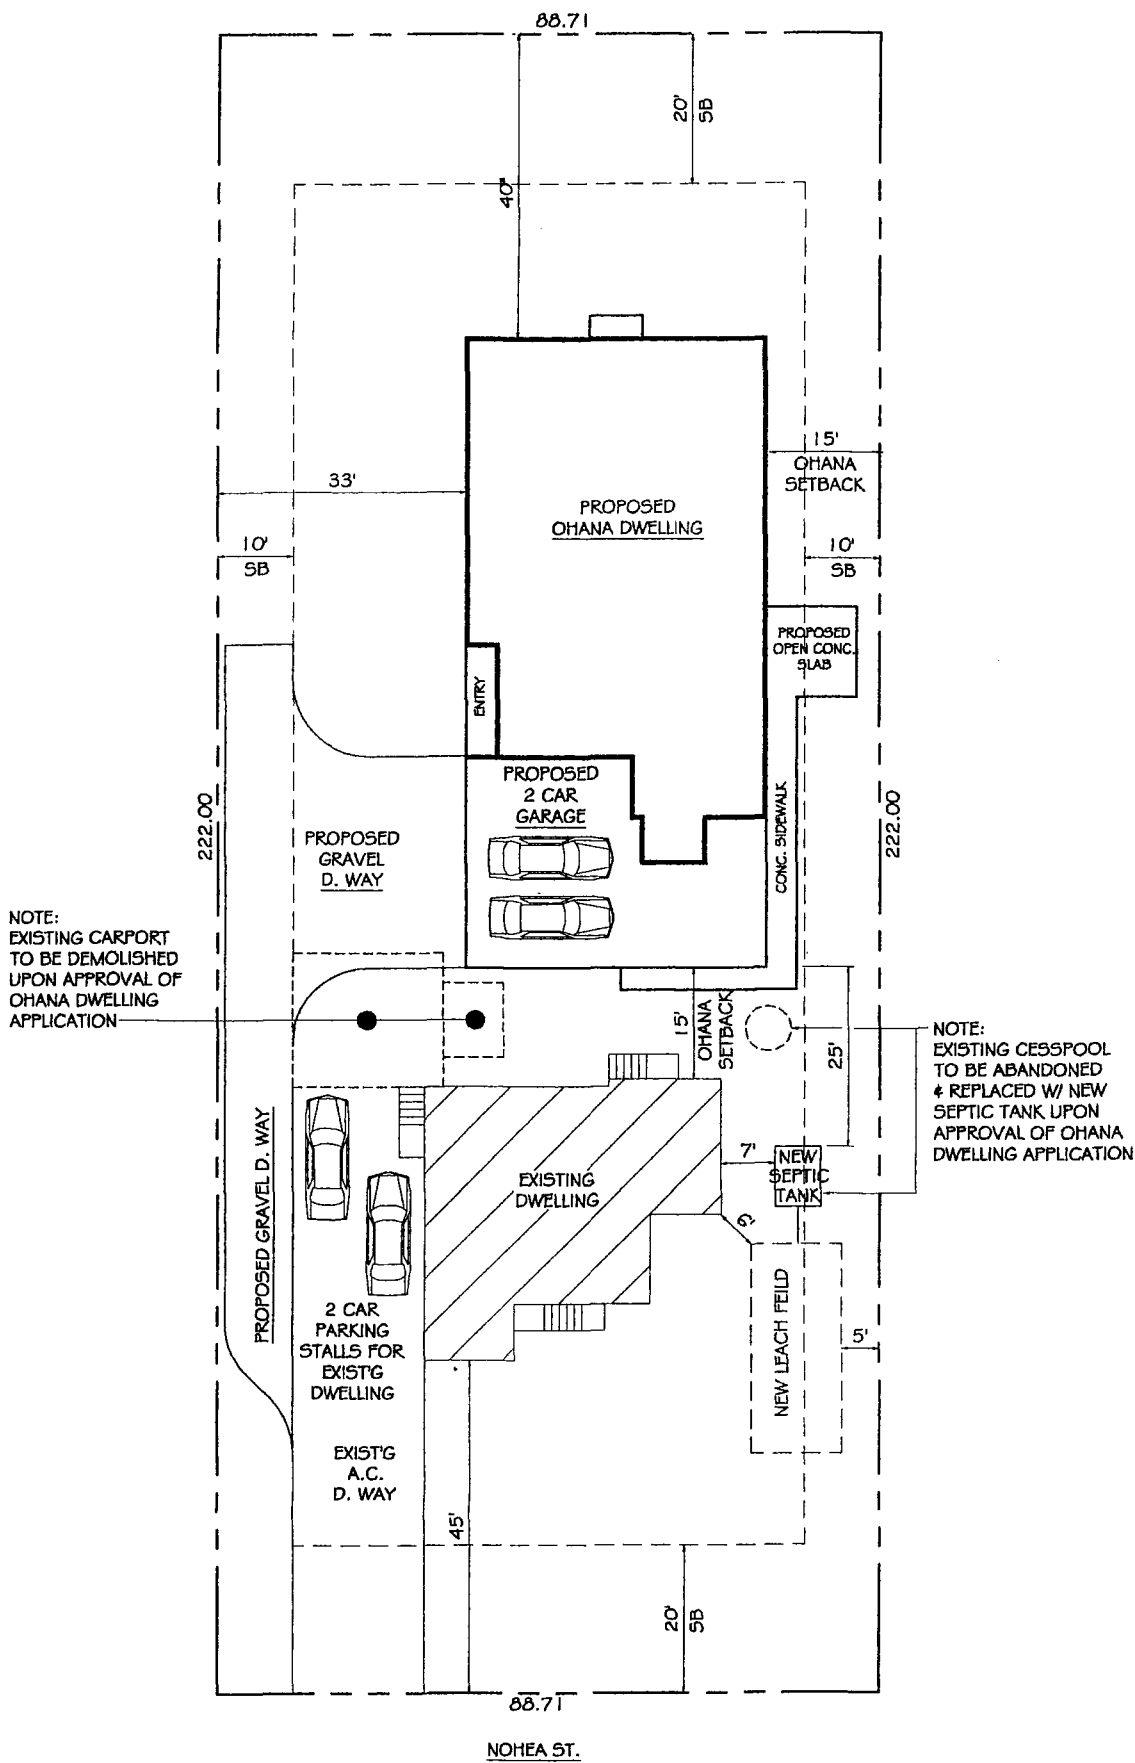 88.71
20'
SB
40'
15'
OHANA
SETBACK
33'
PROPOSED
OHANA DWELLING
10'
SB
10'
SB
PROPOSED
OPEN CONC.
SLAB
ENTRY
PROPOSED
2 CAR
GARAGE
222.00
222.00
CONC. SIDEWALK
PROPOSED
GRAVEL
D. WAY
NOTE:
EXISTING CARPORT
TO BE DEMOLISHED
UPON APPROVAL OF
OHANA DWELLING
APPLICATION
15'
OHANA
SETBACK
25'
NOTE:
EXISTING CESSPOOL
TO BE ABANDONED
& REPLACED W/ NEW
SEPTIC TANK UPON
APPROVAL OF OHANA
DWELLING APPLICATION
PROPOSED GRAVEL D. WAY
7'
NEW
SEPTIC
TANK
EXISTING
DWELLING
6'
2 CAR
PARKING
STALLS FOR
EXIST'G
DWELLING
NEW LEACH FEILD
5'
EXIST'G
A.C.
D. WAY
45'
20'
SB
88.71
NOHEA ST.